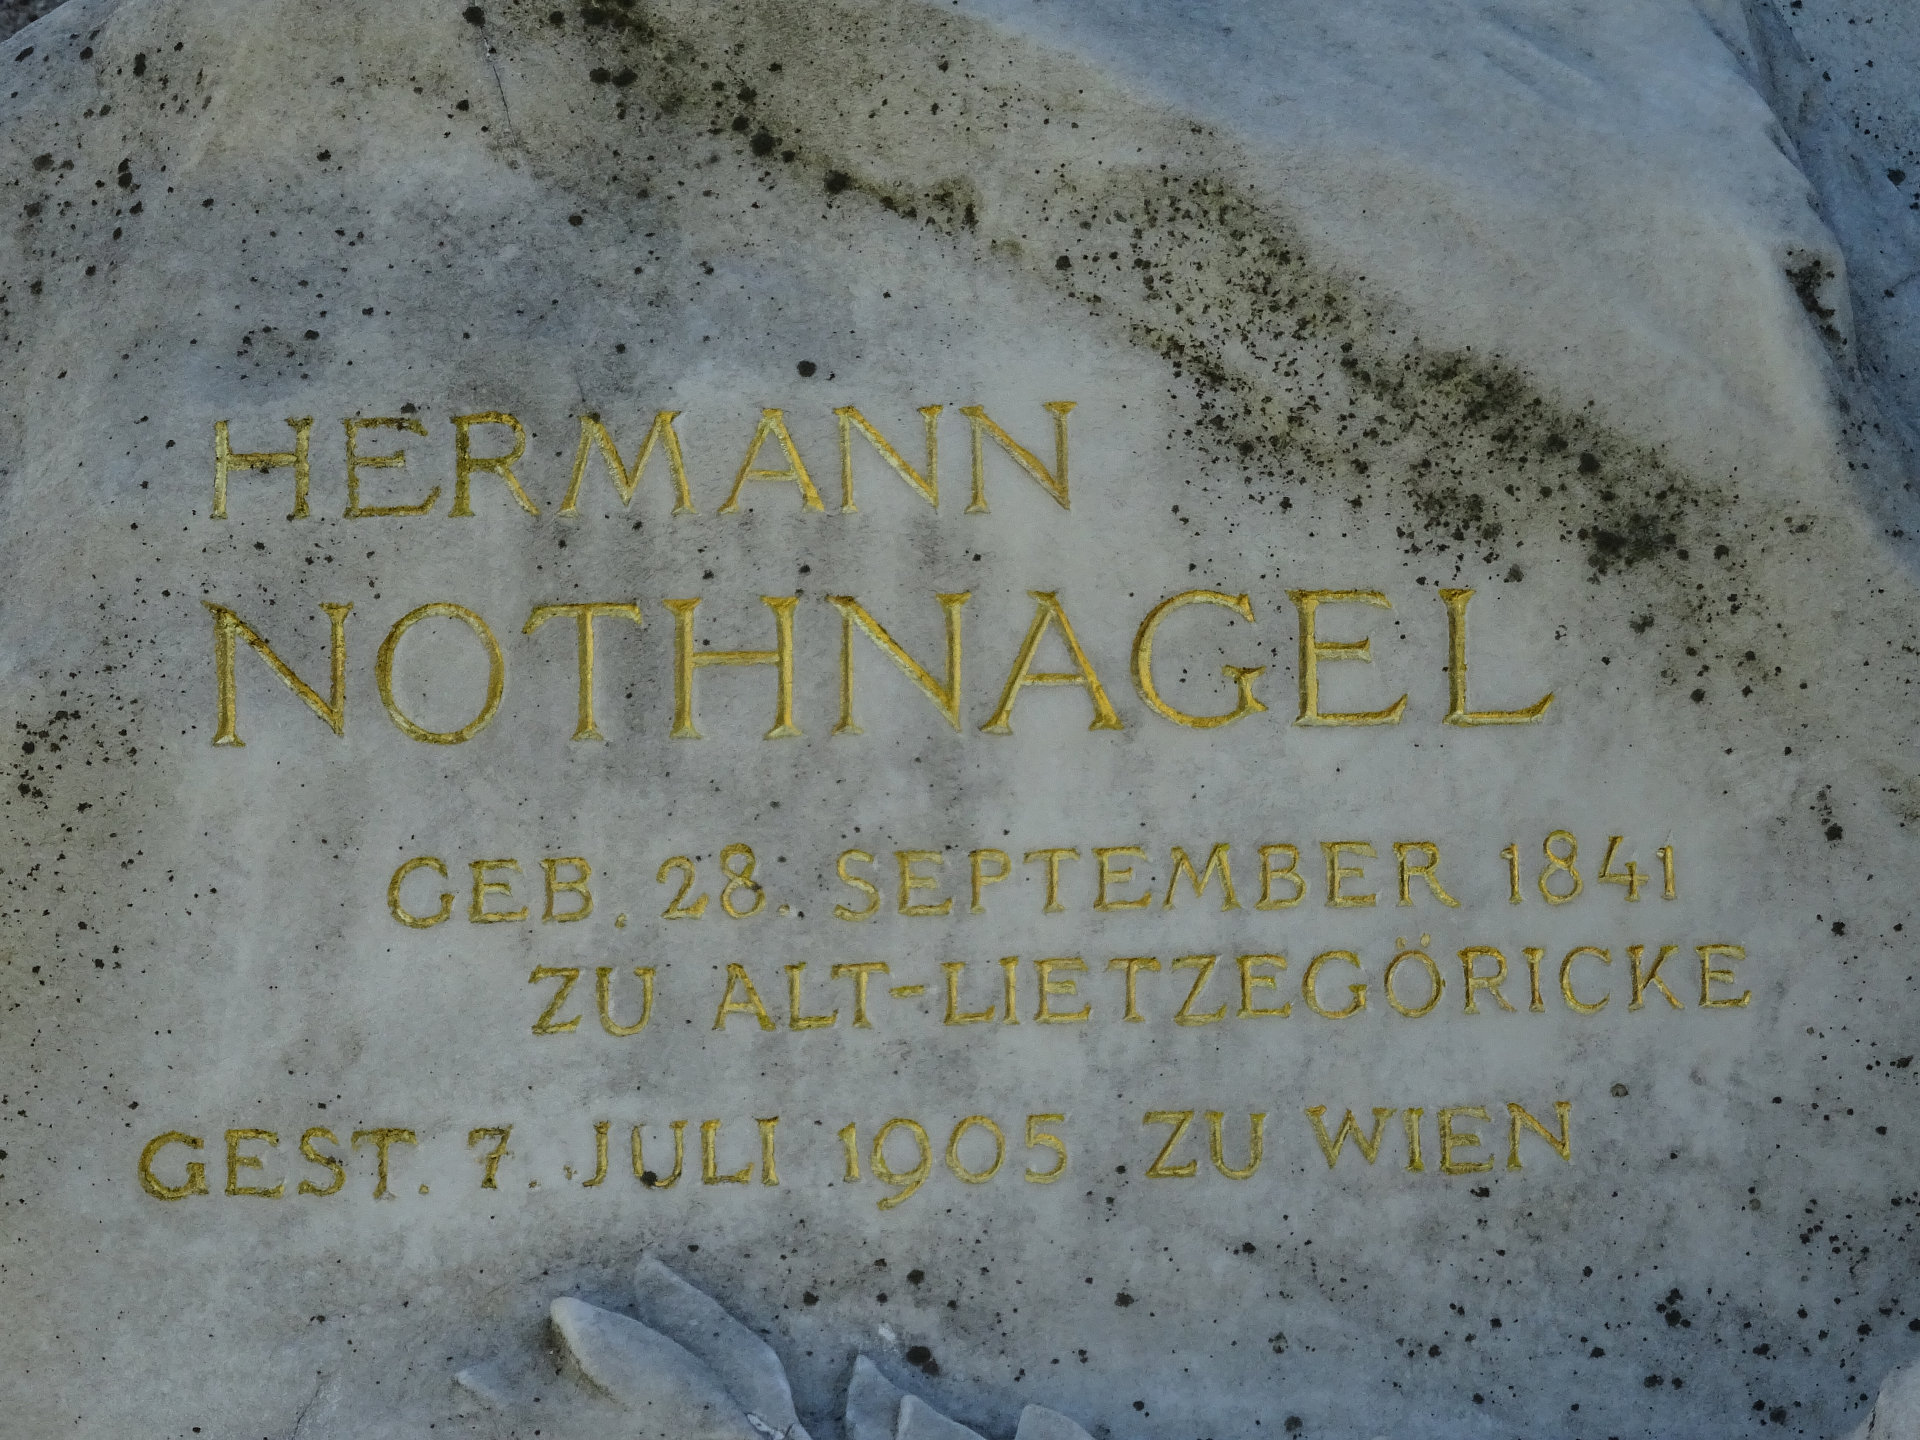 HERMANN
NOTHNAGEL
GEB. 28. SEPTEMBER 1841
ZU ALT-LIETZEGÖRICKE
GEST. 7. JULI 1905 ZU WIEN